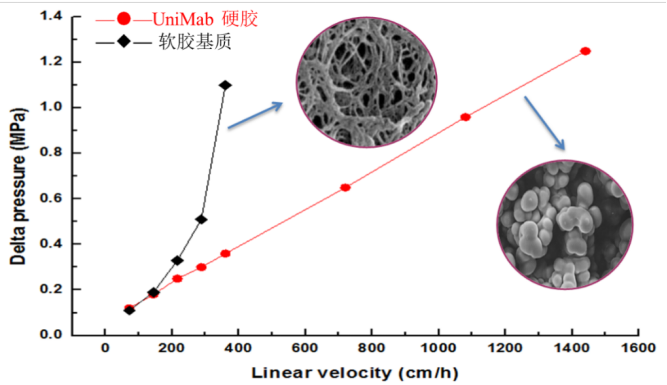 UniMab 硬胶
软胶基质
1.4
1.2
1.0
0.8
0.6
0.4
0.2
0.0
Delta pressure (MPa)
0 200 400 600 800 1000 1200 1400 1600
Linear velocity (cm/h)